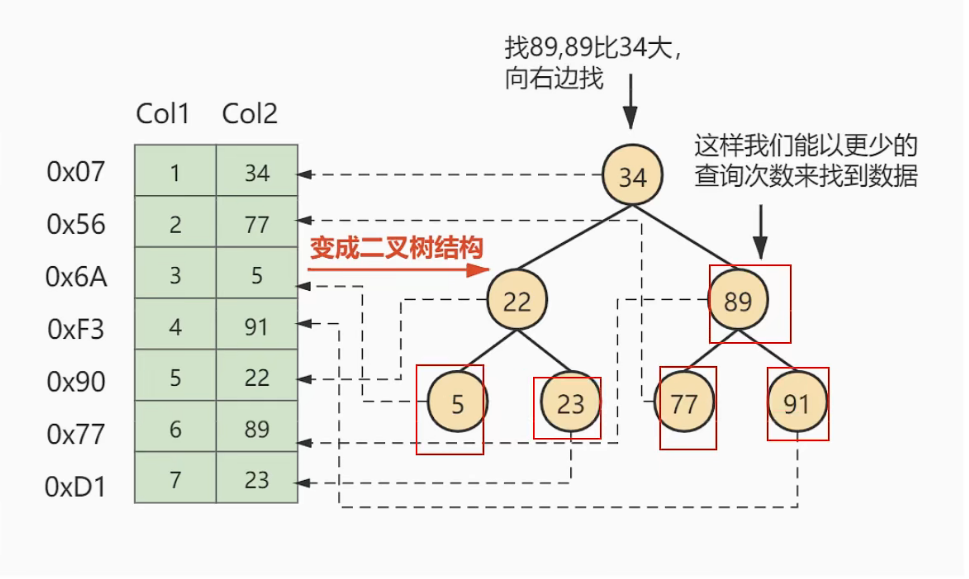 找89,89比34大，
向右边找
Col1 Col2
这样我们能以更少的
查询次数来找到数据
0x07 1 34
34
0x56 2 77
变成二叉树结构
0x6A 3 5
22
89
0xF3 4 91
0x90 5 22
5
23
77
91
0x77 6 89
0xD1 7 23